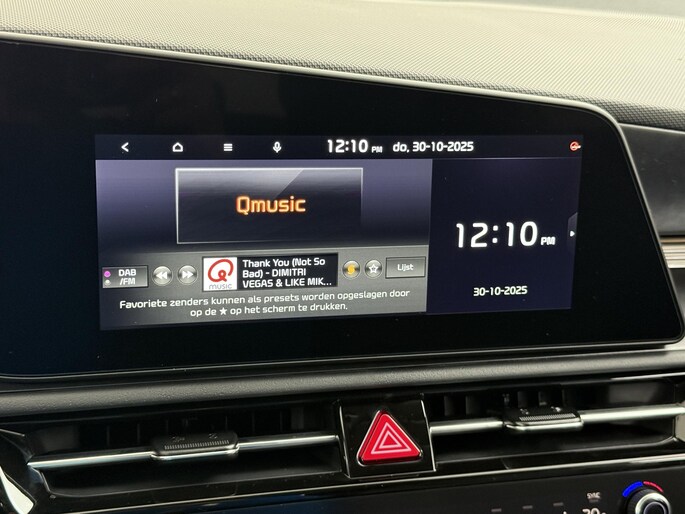 12:10 PM do, 30-10-2025
Qmusic
12:10 PM
DAB
/FM
music
Thank You (Not So
Bad) - DIMITRI
VEGAS & LIKE MIK...
Lijst
Favoriete zenders kunnen als presets worden opgeslagen door
op de ★ op het scherm te drukken.
30-10-2025
SYNC